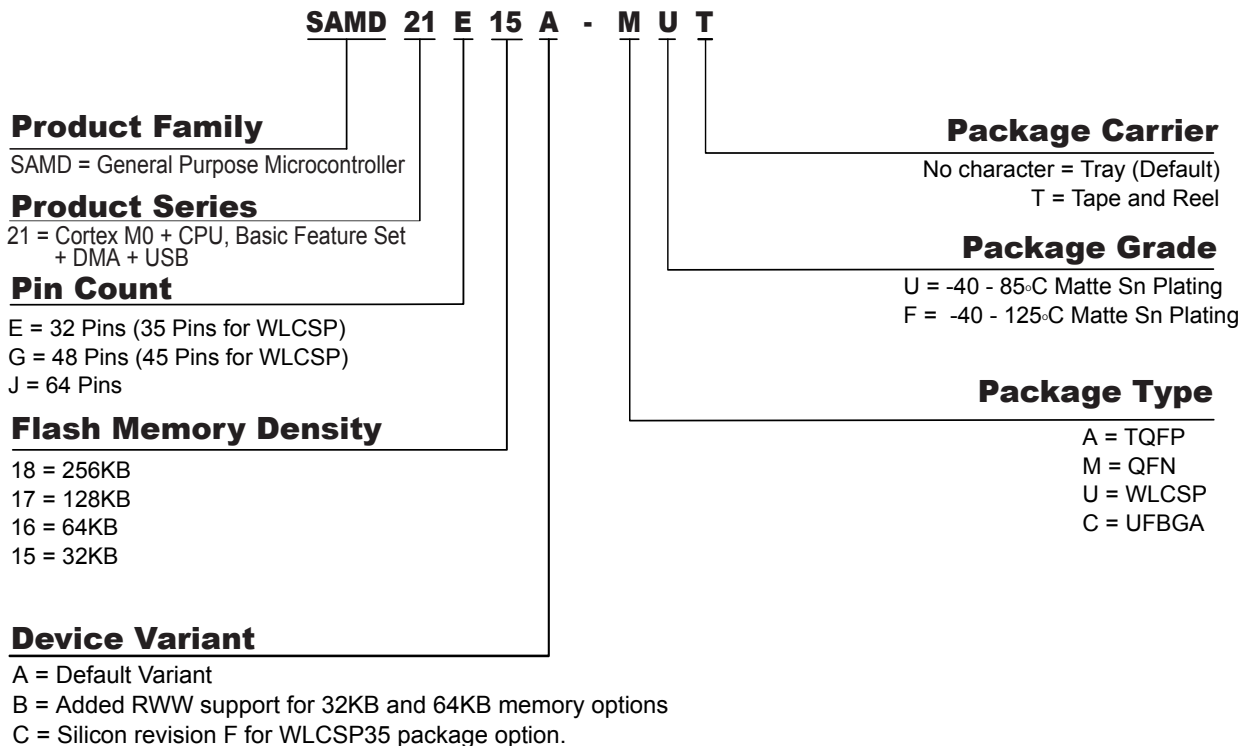 SAMD 21 E 15 A - M U T
Product Family
SAMD = General Purpose Microcontroller
Product Series
21 = Cortex M0 + CPU, Basic Feature Set
+ DMA + USB
Pin Count
E = 32 Pins (35 Pins for WLCSP)
G = 48 Pins (45 Pins for WLCSP)
J = 64 Pins
Flash Memory Density
18 = 256KB
17 = 128KB
16 = 64KB
15 = 32KB
Device Variant
A = Default Variant
B = Added RWW support for 32KB and 64KB memory options
C = Silicon revision F for WLCSP35 package option.
Package Carrier
No character = Tray (Default)
T = Tape and Reel
Package Grade
U = -40 - 85◦C Matte Sn Plating
F = -40 - 125◦C Matte Sn Plating
Package Type
A = TQFP
M = QFN
U = WLCSP
C = UFBGA